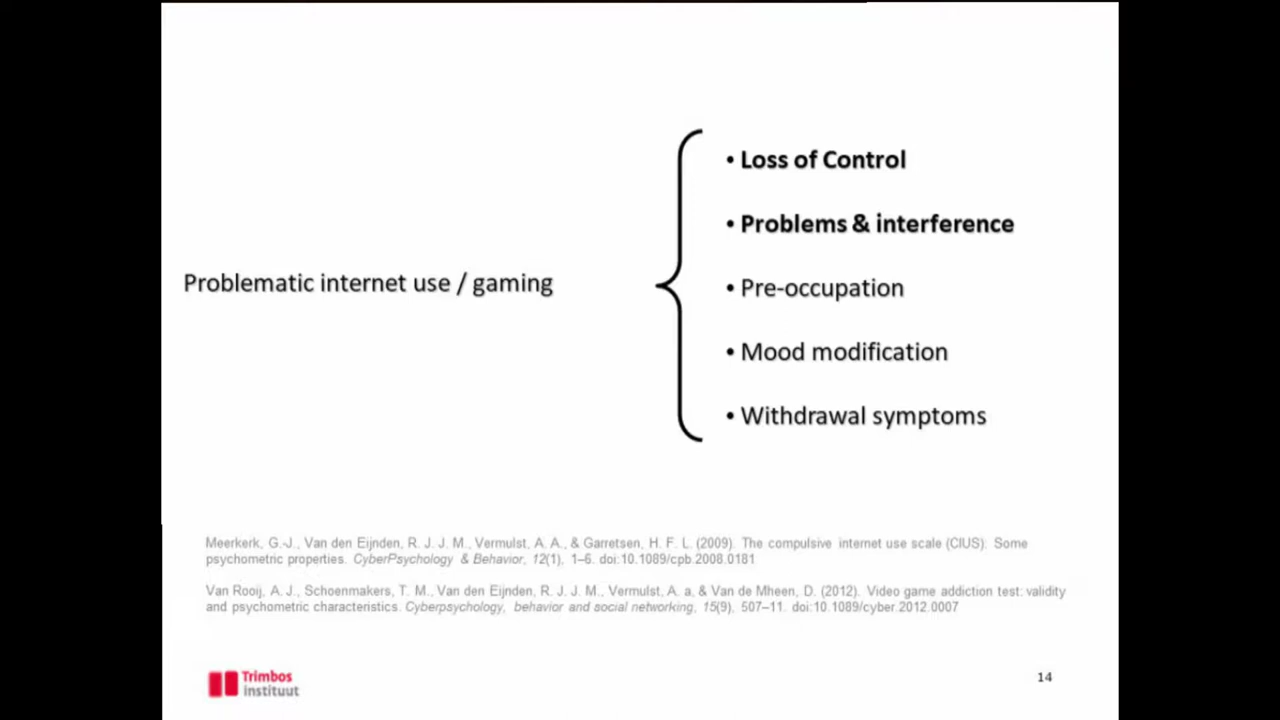 • Loss of Control
• Problems & interference
Problematic internet use / gaming
• Pre-occupation
• Mood modification
• Withdrawal symptoms
Meerkerk, G.-J., Van den Eijnden, R. J. J. M., Vermulst, A. A., & Garretsen, H. F. L. (2009). The compulsive internet use scale (CIUS): Some
psychometric properties. CyberPsychology & Behavior, 12(1), 1–6. doi:10.1089/cpb.2008.0181
Van Rooij, A. J., Schoenmakers, T. M., Van den Eijnden, R. J. J. M., Vermulst, A. a, & Van de Mheen, D. (2012). Video game addiction test: validity
and psychometric characteristics. Cyberpsychology, behavior and social networking, 15(9), 507–11. doi:10.1089/cyber.2012.0007
Trimbos
instituut
14